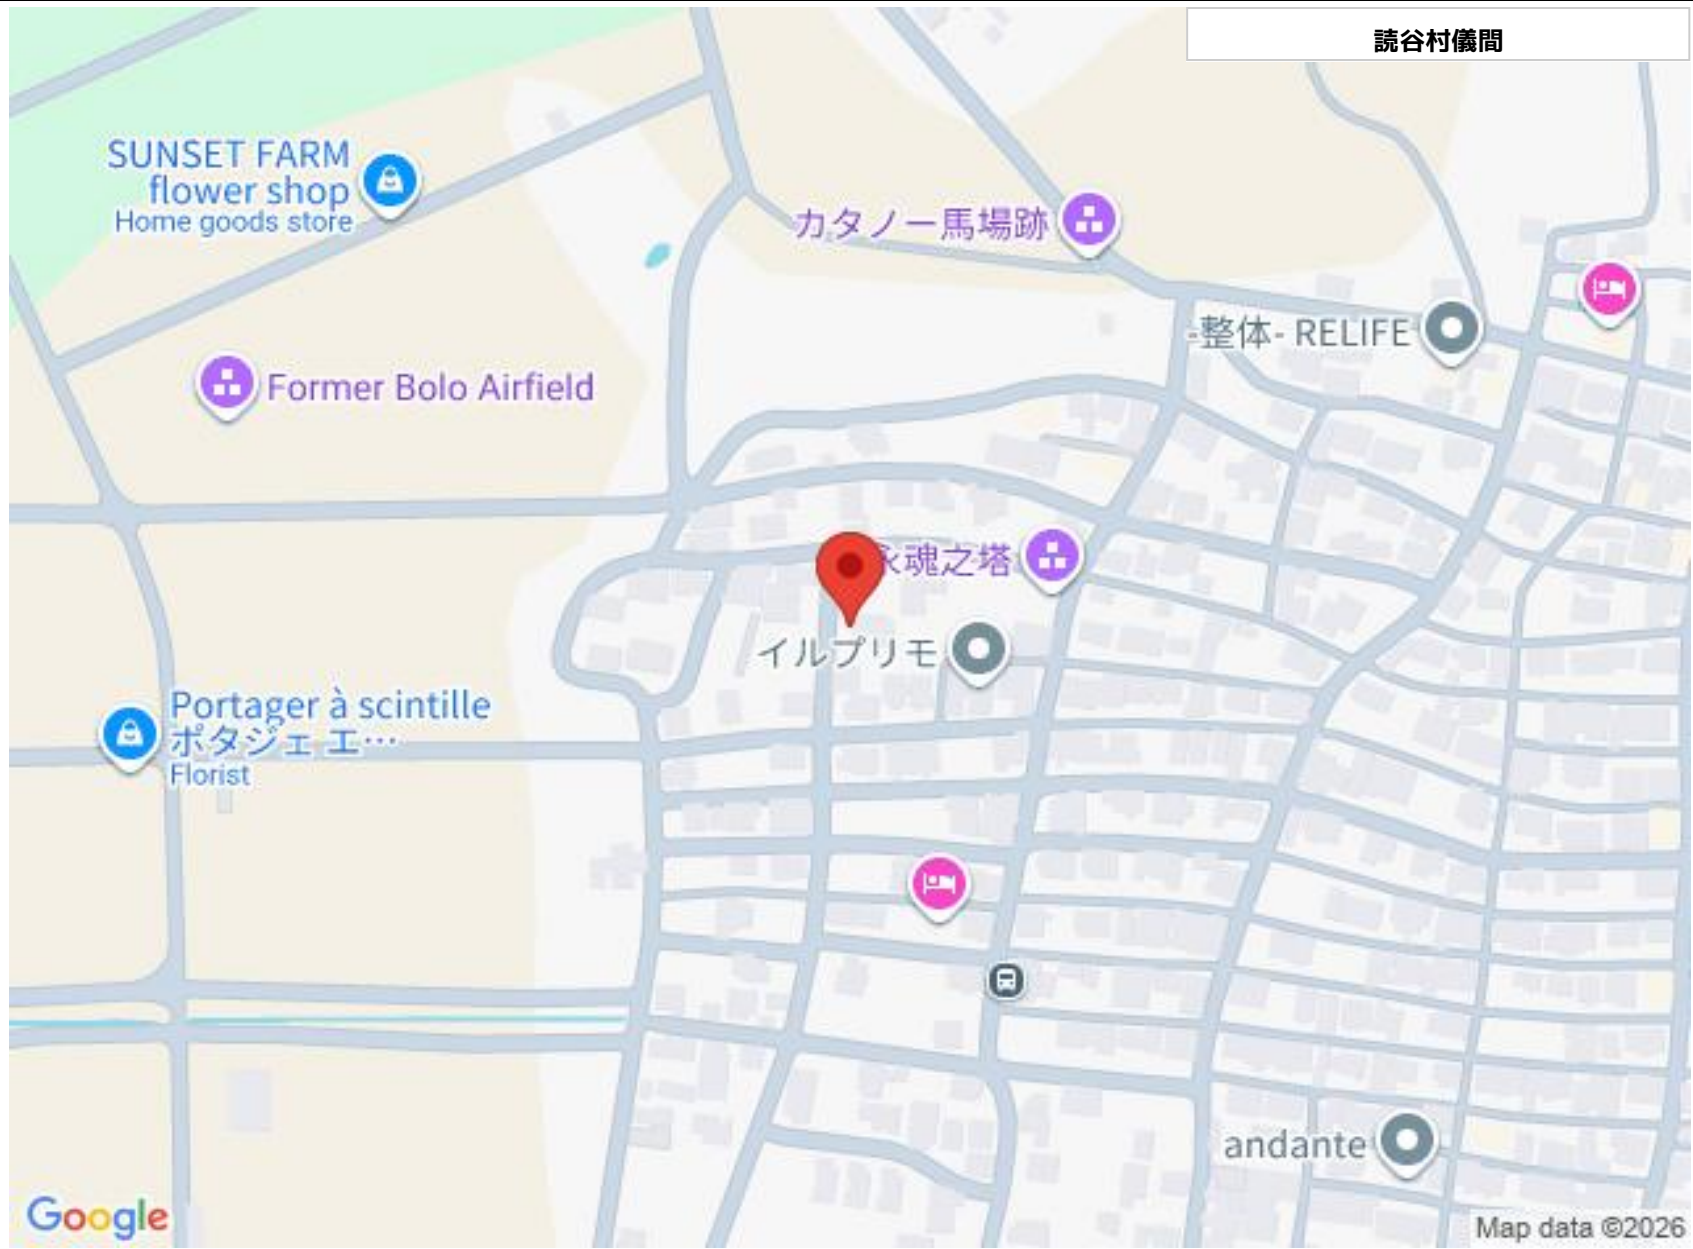 読谷村儀間
SUNSET FARM
flower shop
Home goods store
カタノー馬場跡
-整体- RELIFE
Former Bolo Airfield
魂之塔
イルプリモ
Portager à scintille
ポタジェ エ…
Florist
andante
Google
Map data ©2026